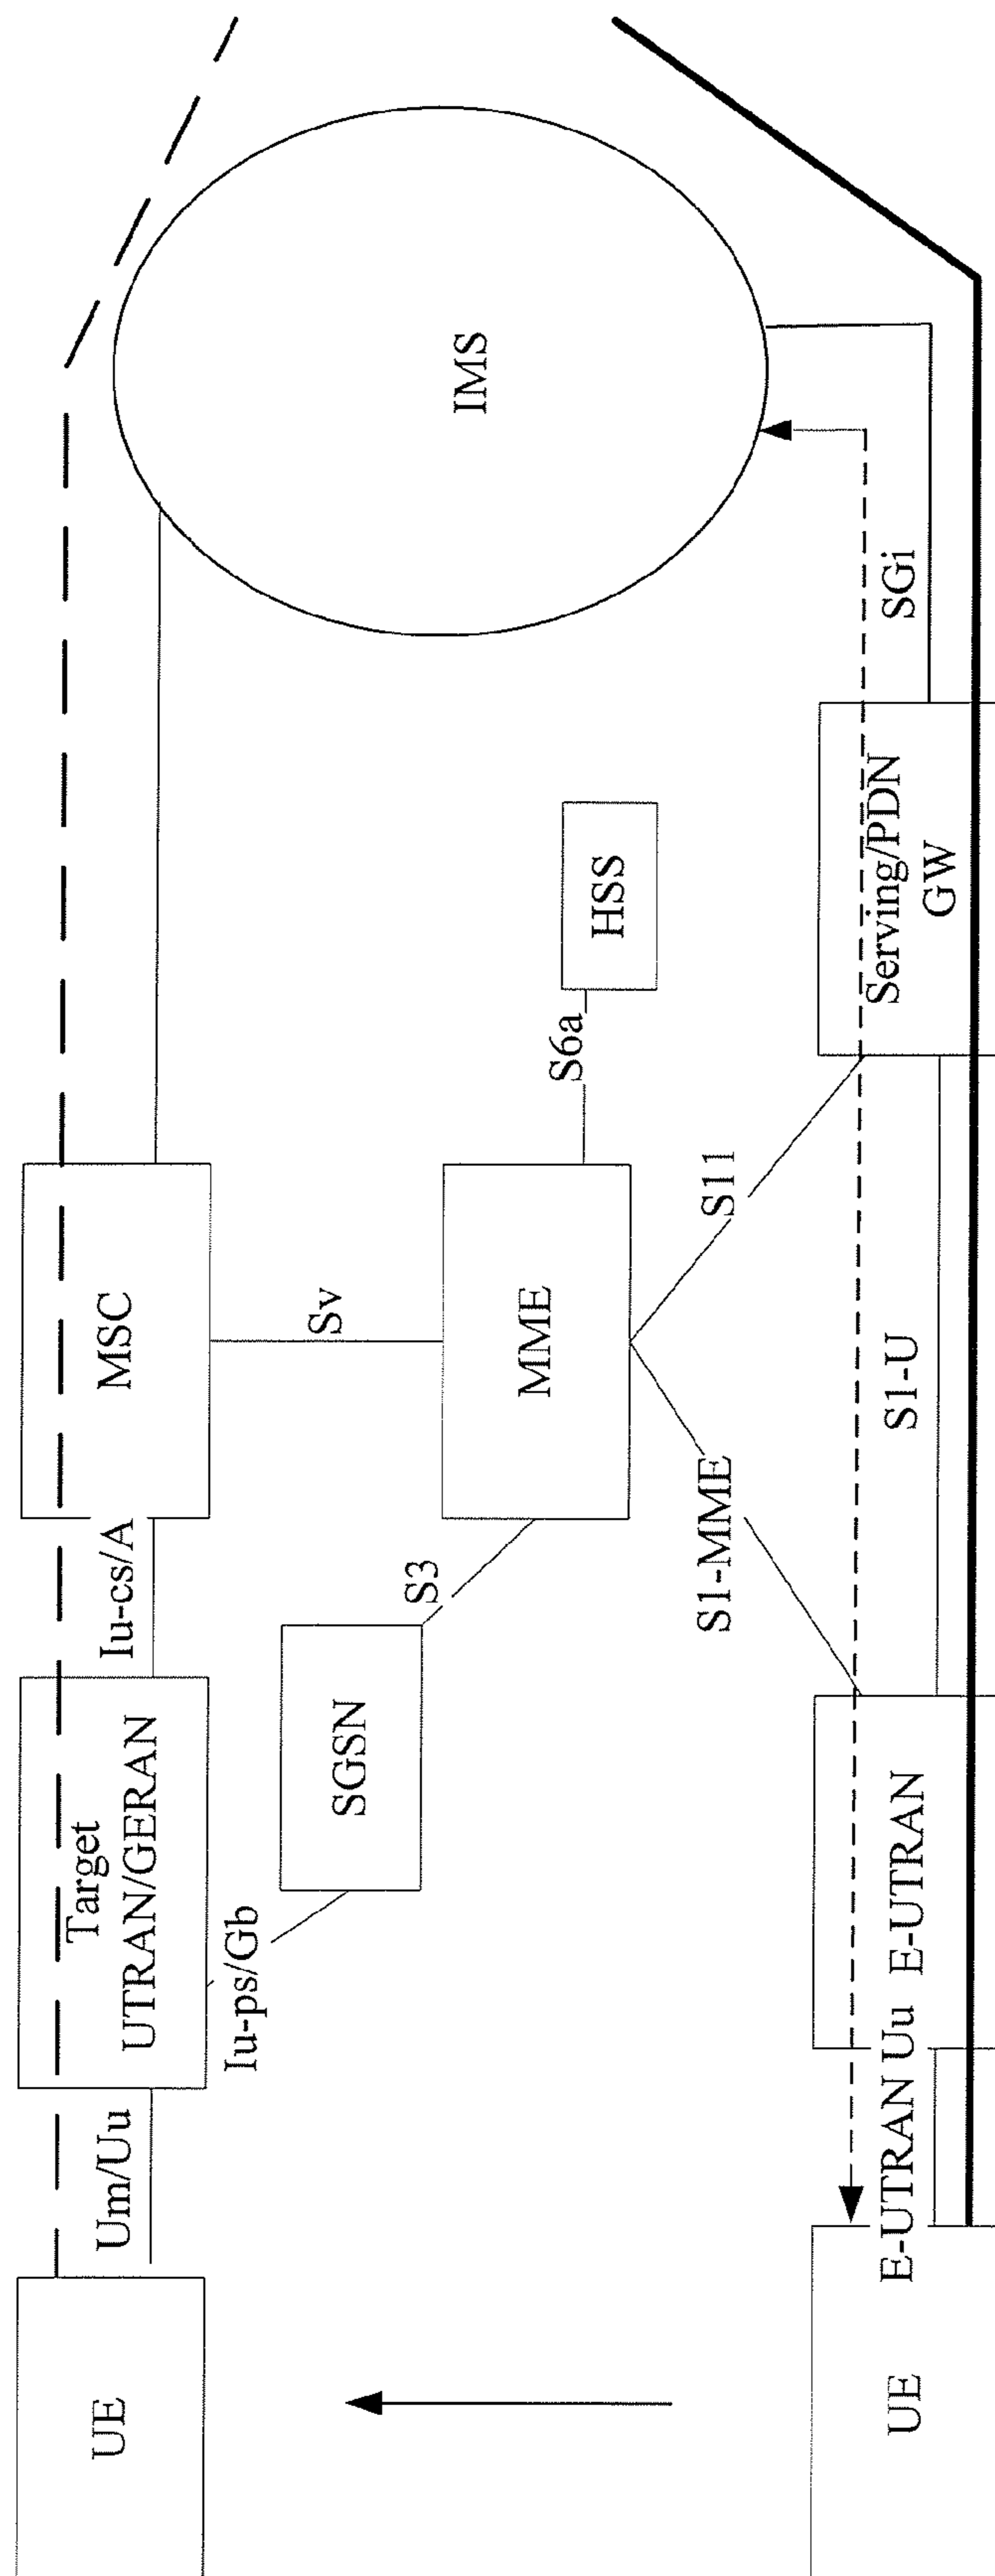 UE
Um/Uu
Target
UTRAN/GERAN
Iu-cs/A
MSC
Iu-ps/Gb
SGSN
S3
Sv
MME
S6a
HSS
IMS
S1-MME
S11
UE
E-UTRAN Uu
E-UTRAN
S1-U
Serving/PDN
GW
SGi